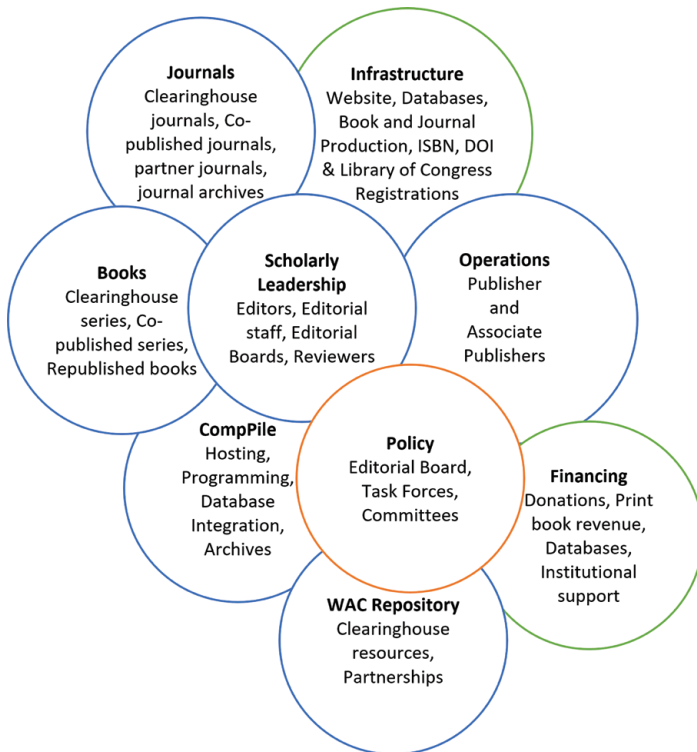 Journals
Clearinghouse
journals, Co-
published journals,
partner journals,
journal archives
Infrastructure
Website, Databases,
Book and Journal
Production, ISBN, DOI
& Library of Congress
Registrations
Books
Clearinghouse
series, Co-
published series,
Republished books
Scholarly
Leadership
Editors, Editorial
staff, Editorial
Boards, Reviewers
Operations
Publisher
and
Associate
Publishers
CompPile
Hosting,
Programming,
Database
Integration,
Archives
Policy
Editorial Board,
Task Forces,
Committees
Financing
Donations, Print
book revenue,
Databases,
Institutional
support
WAC Repository
Clearinghouse
resources,
Partnerships